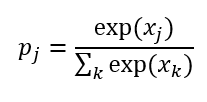 p_j = exp(x_j) / ∑_k exp(x_k)